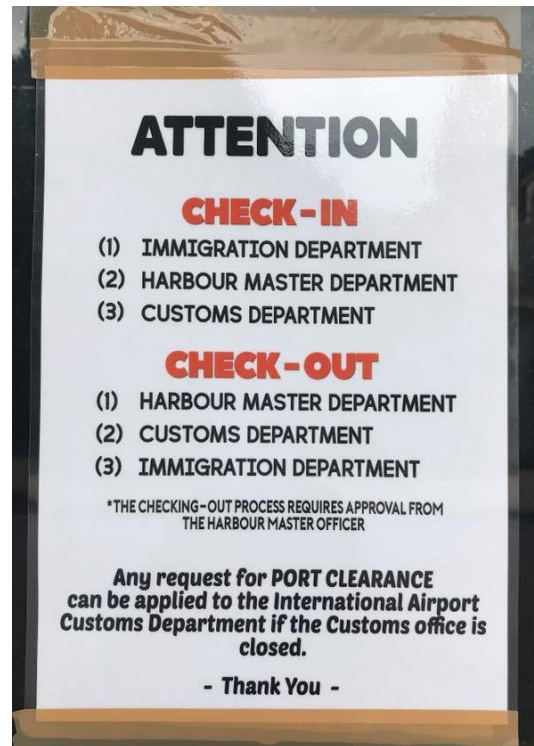 ATTENTION
CHECK-IN
(1) IMMIGRATION DEPARTMENT
(2) HARBOUR MASTER DEPARTMENT
(3) CUSTOMS DEPARTMENT
CHECK-OUT
(1) HARBOUR MASTER DEPARTMENT
(2) CUSTOMS DEPARTMENT
(3) IMMIGRATION DEPARTMENT
*THE CHECKING-OUT PROCESS REQUIRES APPROVAL FROM
THE HARBOUR MASTER OFFICER
Any request for PORT CLEARANCE
can be applied to the International Airport
Customs Department if the Customs office is
closed.
- Thank You -